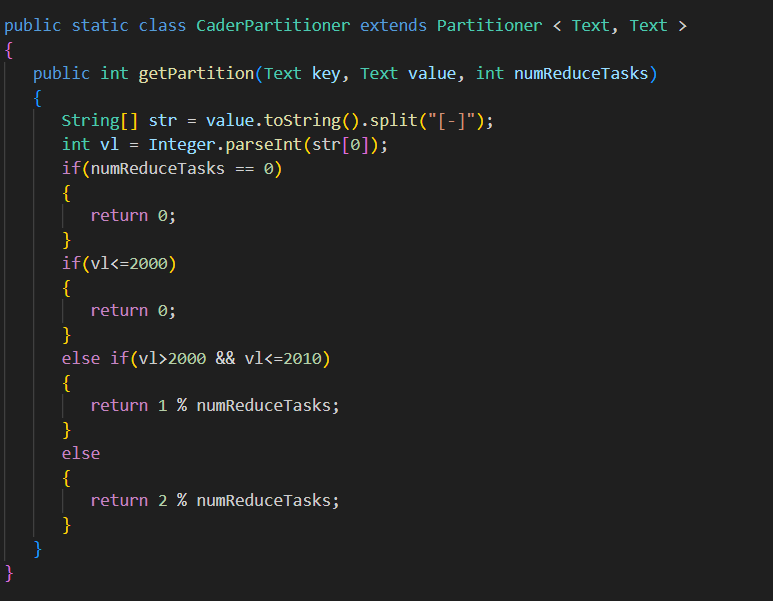 public static class CaderPartitioner extends Partitioner < Text, Text >
{
   public int getPartition(Text key, Text value, int numReduceTasks)
   {
      String[] str = value.toString().split("[-]");
      int vl = Integer.parseInt(str[0]);
      if(numReduceTasks == 0)
      {
         return 0;
      }
      if(vl<=2000)
      {
         return 0;
      }
      else if(vl>2000 && vl<=2010)
      {
         return 1 % numReduceTasks;
      }
      else
      {
         return 2 % numReduceTasks;
      }
   }
}